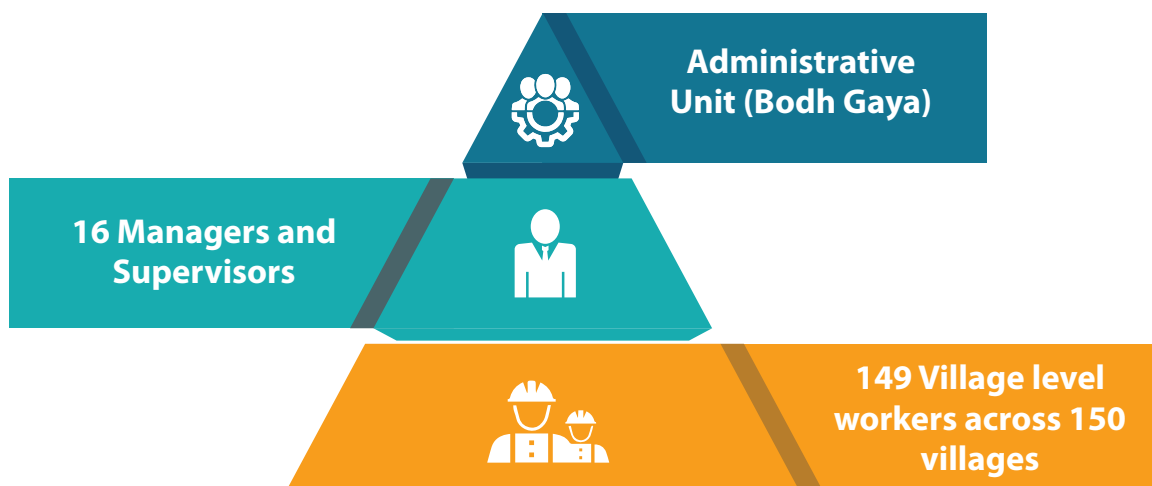 Administrative
Unit (Bodh Gaya)
16 Managers and
Supervisors
149 Village level
workers across 150
villages